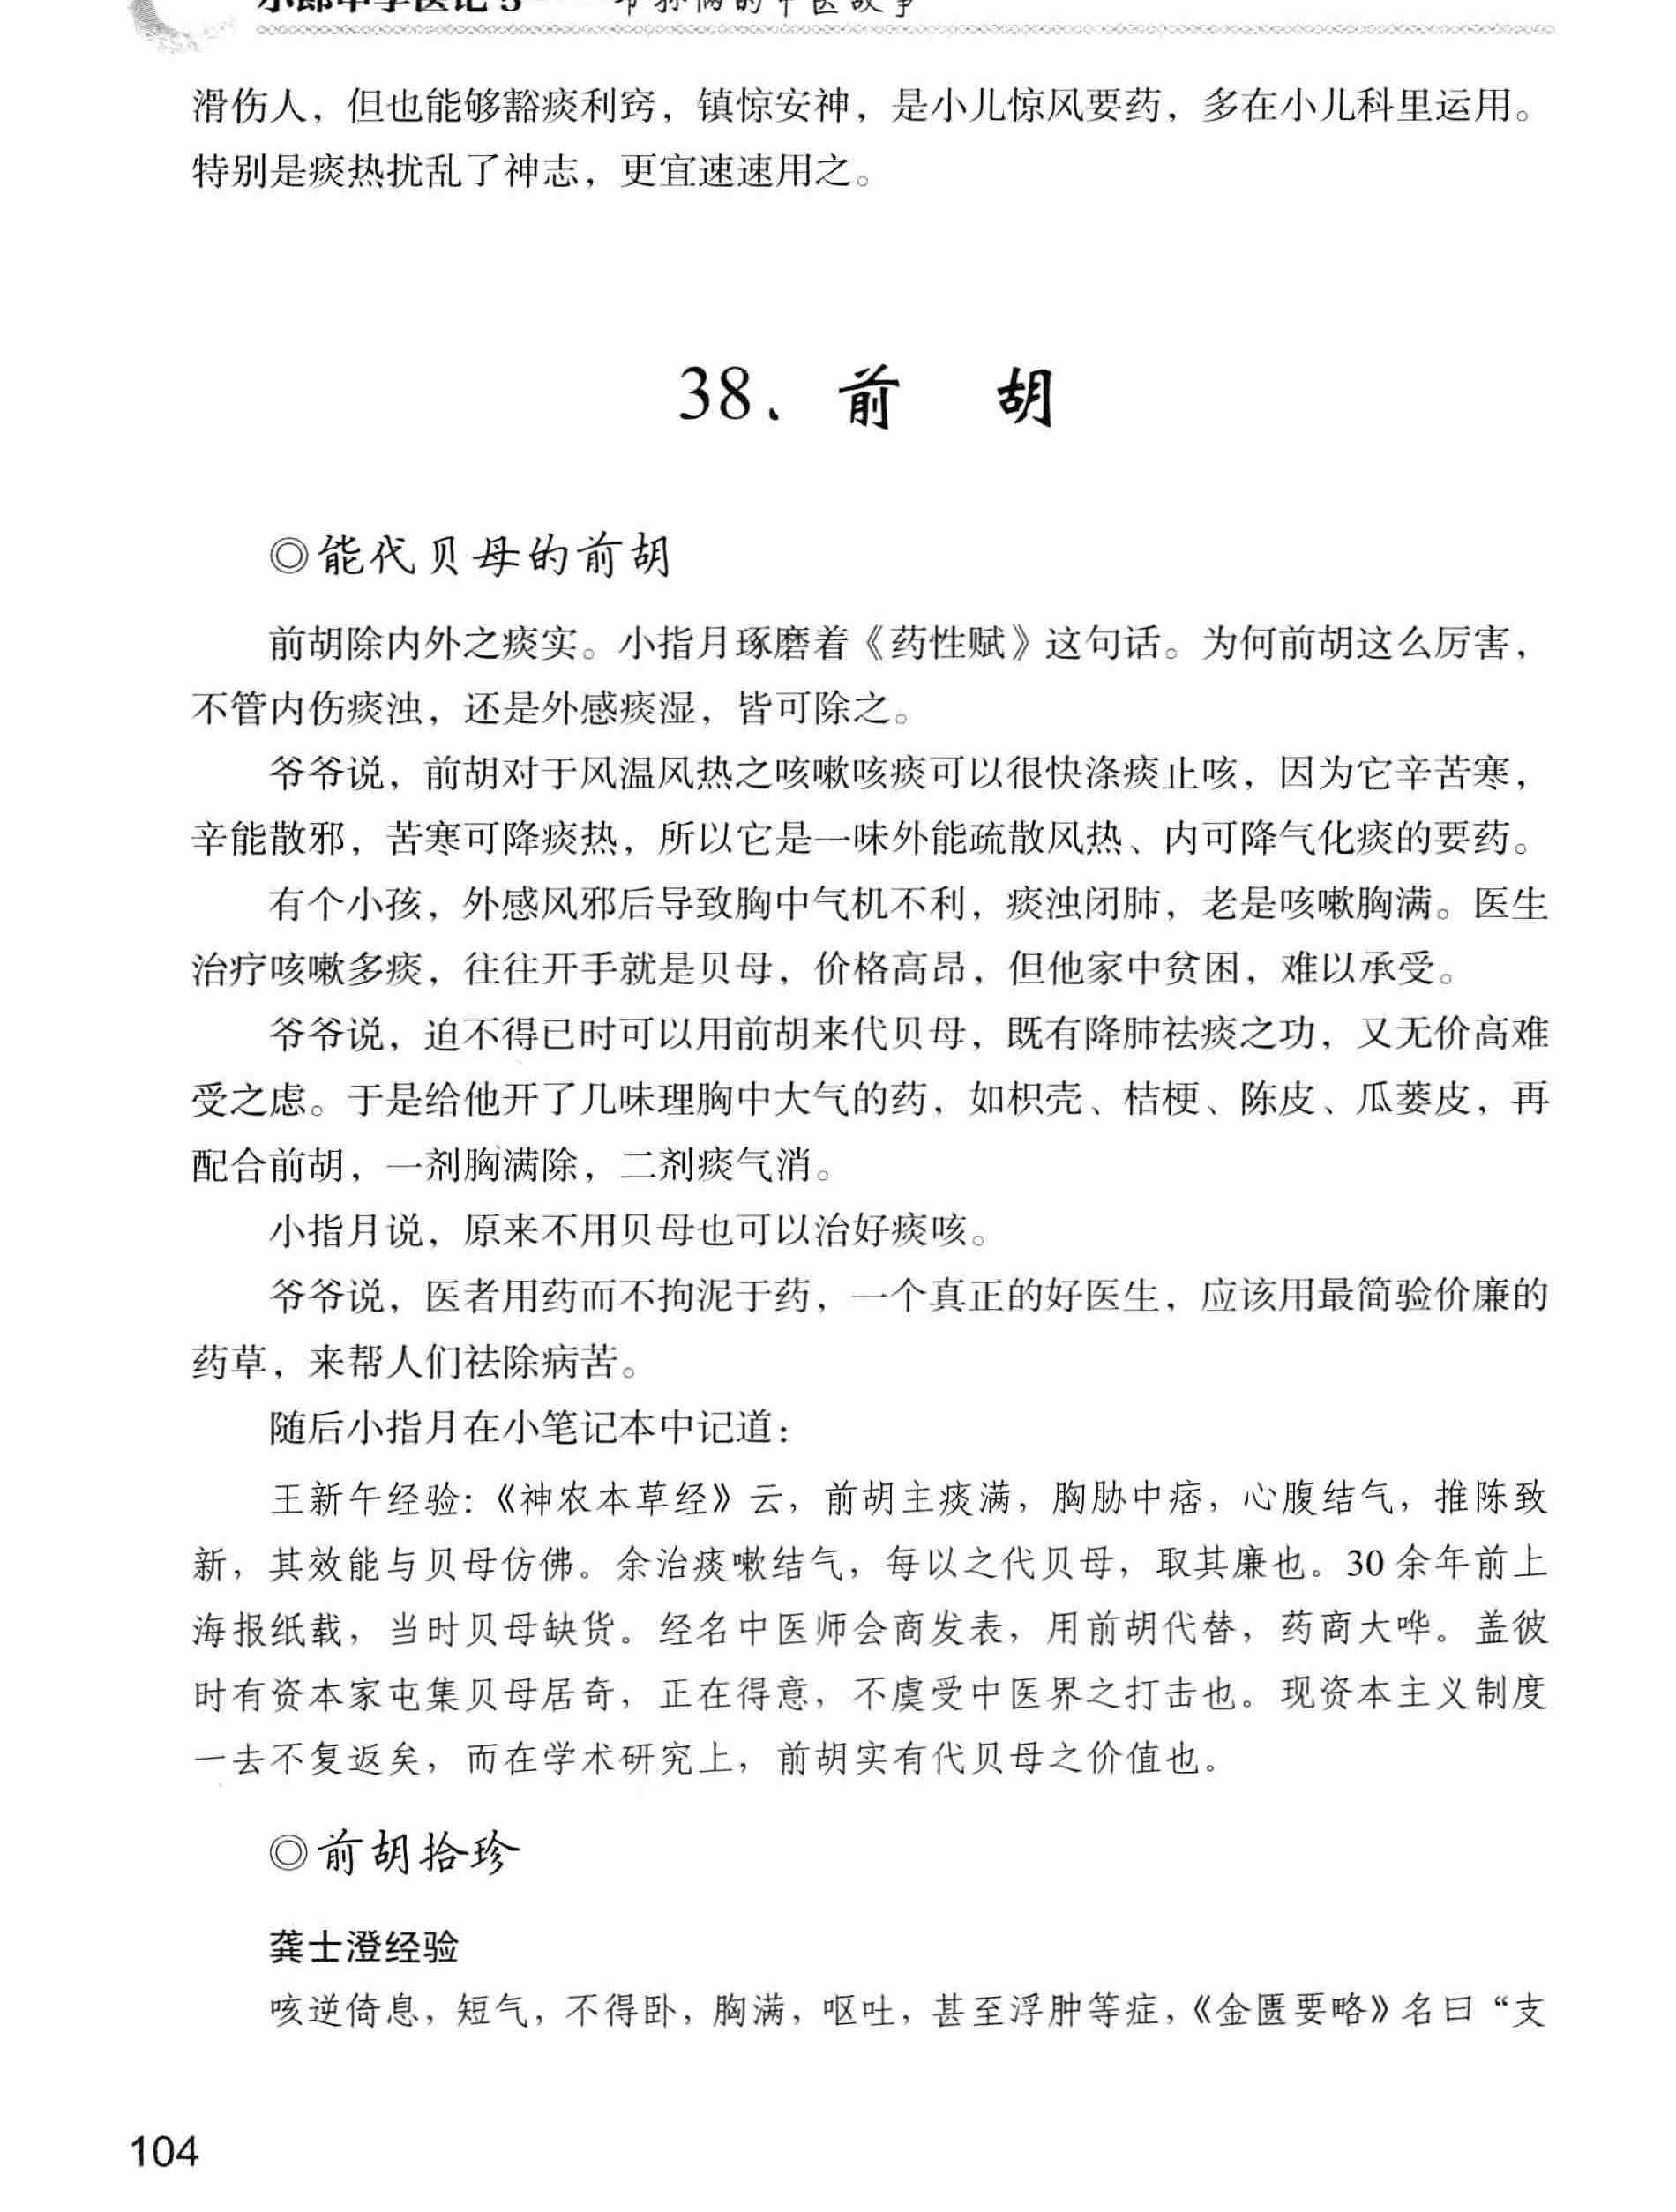 小郎中学医记5——爷孙俩的中医故事
滑伤人，但也能够豁痰利窍，镇惊安神，是小儿惊风要药，多在小儿科里运用。
特别是痰热扰乱了神志，更宜速速用之。
38、前 胡
◎能代贝母的前胡
前胡除内外之痰实。小指月琢磨着《药性赋》这句话。为何前胡这么厉害，
不管内伤痰浊，还是外感痰湿，皆可除之。
爷爷说，前胡对于风温风热之咳嗽咳痰可以很快涤痰止咳，因为它辛苦寒，
辛能散邪，苦寒可降痰热，所以它是一味外能疏散风热、内可降气化痰的要药。
有个小孩，外感风邪后导致胸中气机不利，痰浊闭肺，老是咳嗽胸满。医生
治疗咳嗽多痰，往往开手就是贝母，价格高昂，但他家中贫困，难以承受。
爷爷说，迫不得已时可以用前胡来代贝母，既有降肺祛痰之功，又无价高难
受之虑。于是给他开了几味理胸中大气的药，如枳壳、桔梗、陈皮、瓜蒌皮，再
配合前胡，一剂胸满除，二剂痰气消。
小指月说，原来不用贝母也可以治好痰咳。
爷爷说，医者用药而不拘泥于药，一个真正的好医生，应该用最简验价廉的
药草，来帮人们祛除病苦。
随后小指月在小笔记本中记道：
王新午经验：《神农本草经》云，前胡主痰满，胸胁中痞，心腹结气，推陈致
新，其效能与贝母仿佛。余治痰嗽结气，每以之代贝母，取其廉也。30余年前上
海报纸载，当时贝母缺货。经名中医师会商发表，用前胡代替，药商大哗。盖彼
时有资本家屯集贝母居奇，正在得意，不虞受中医界之打击也。现资本主义制度
一去不复返矣，而在学术研究上，前胡实有代贝母之价值也。
◎前胡拾珍
龚士澄经验
咳逆倚息，短气，不得卧，胸满，呕吐，甚至浮肿等症，《金匮要略》名曰“支
104